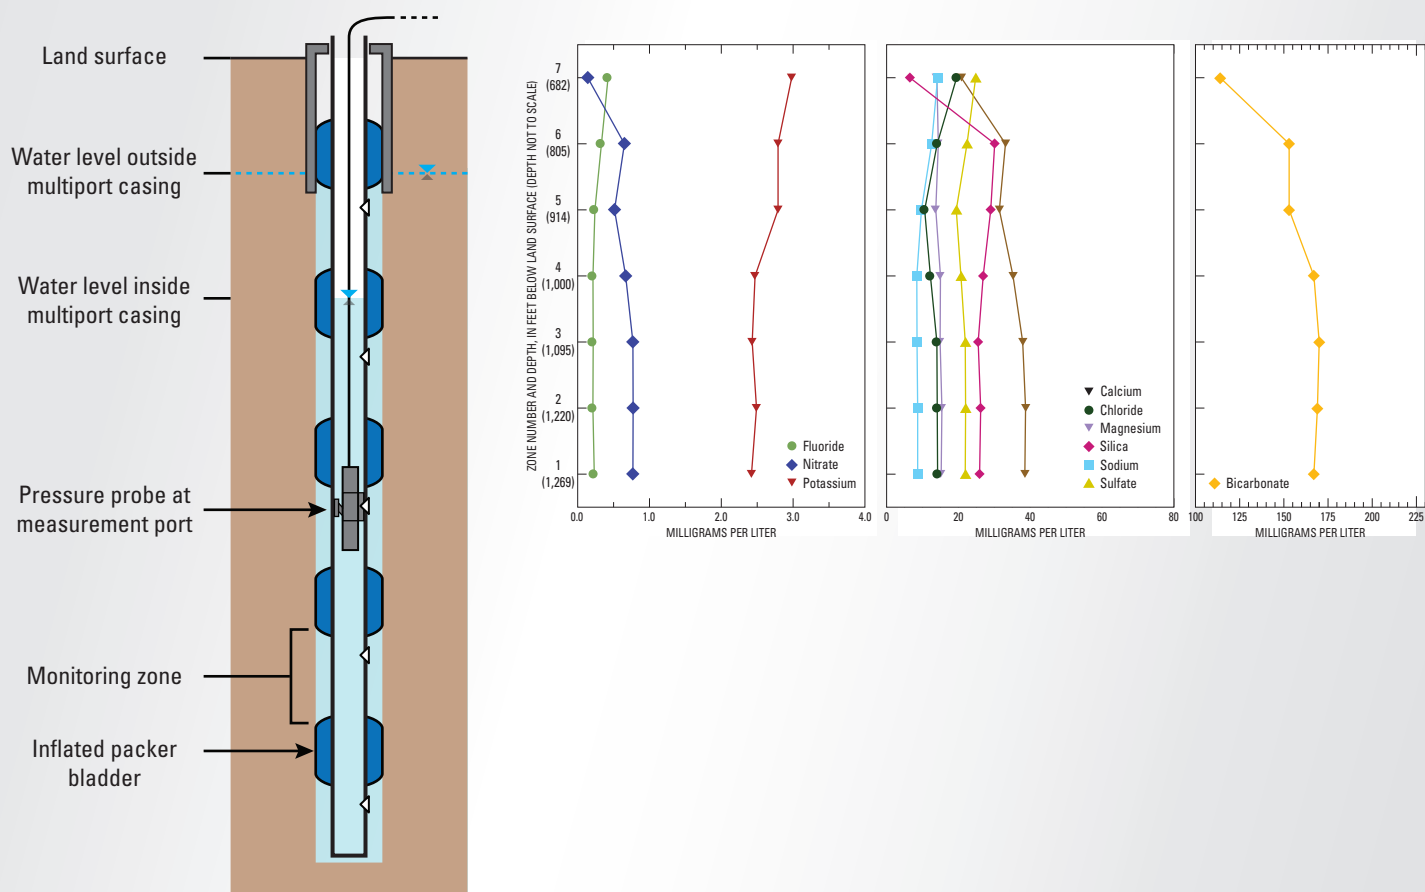 Land surface
Water level outside
multiport casing
Water level inside
multiport casing
Pressure probe at
measurement port
Monitoring zone
Inflated packer
bladder
ZONE NUMBER AND DEPTH, IN FEET BELOW LAND SURFACE (DEPTH NOT TO SCALE)
7
(682)
6
(805)
5
(914)
4
(1,000)
3
(1,095)
2
(1,220)
1
(1,269)
Fluoride
Nitrate
Potassium
0.0 1.0 2.0 3.0 4.0
MILLIGRAMS PER LITER
Calcium
Chloride
Magnesium
Silica
Sodium
Sulfate
0 20 40 60 80
MILLIGRAMS PER LITER
Bicarbonate
100 125 150 175 200 225
MILLIGRAMS PER LITER